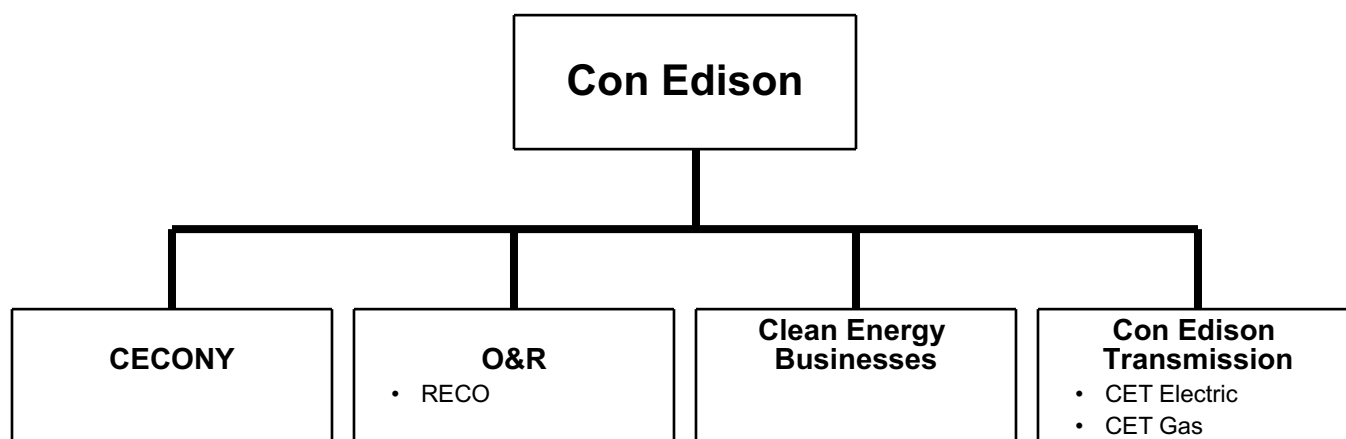 Con Edison
CECONY
O&R
• RECO
Clean Energy
Businesses
Con Edison
Transmission
• CET Electric
• CET Gas